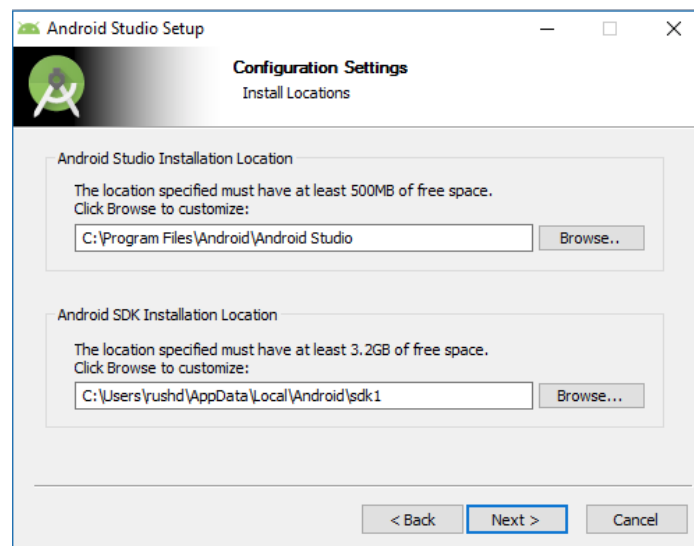 Android Studio Setup
Configuration Settings
Install Locations
Android Studio Installation Location
The location specified must have at least 500MB of free space.
Click Browse to customize:
C:\Program Files\Android\Android Studio
Browse..
Android SDK Installation Location
The location specified must have at least 3.2GB of free space.
Click Browse to customize:
C:\Users\rushd\AppData\Local\Android\sdk1
Browse...
< Back Next > Cancel